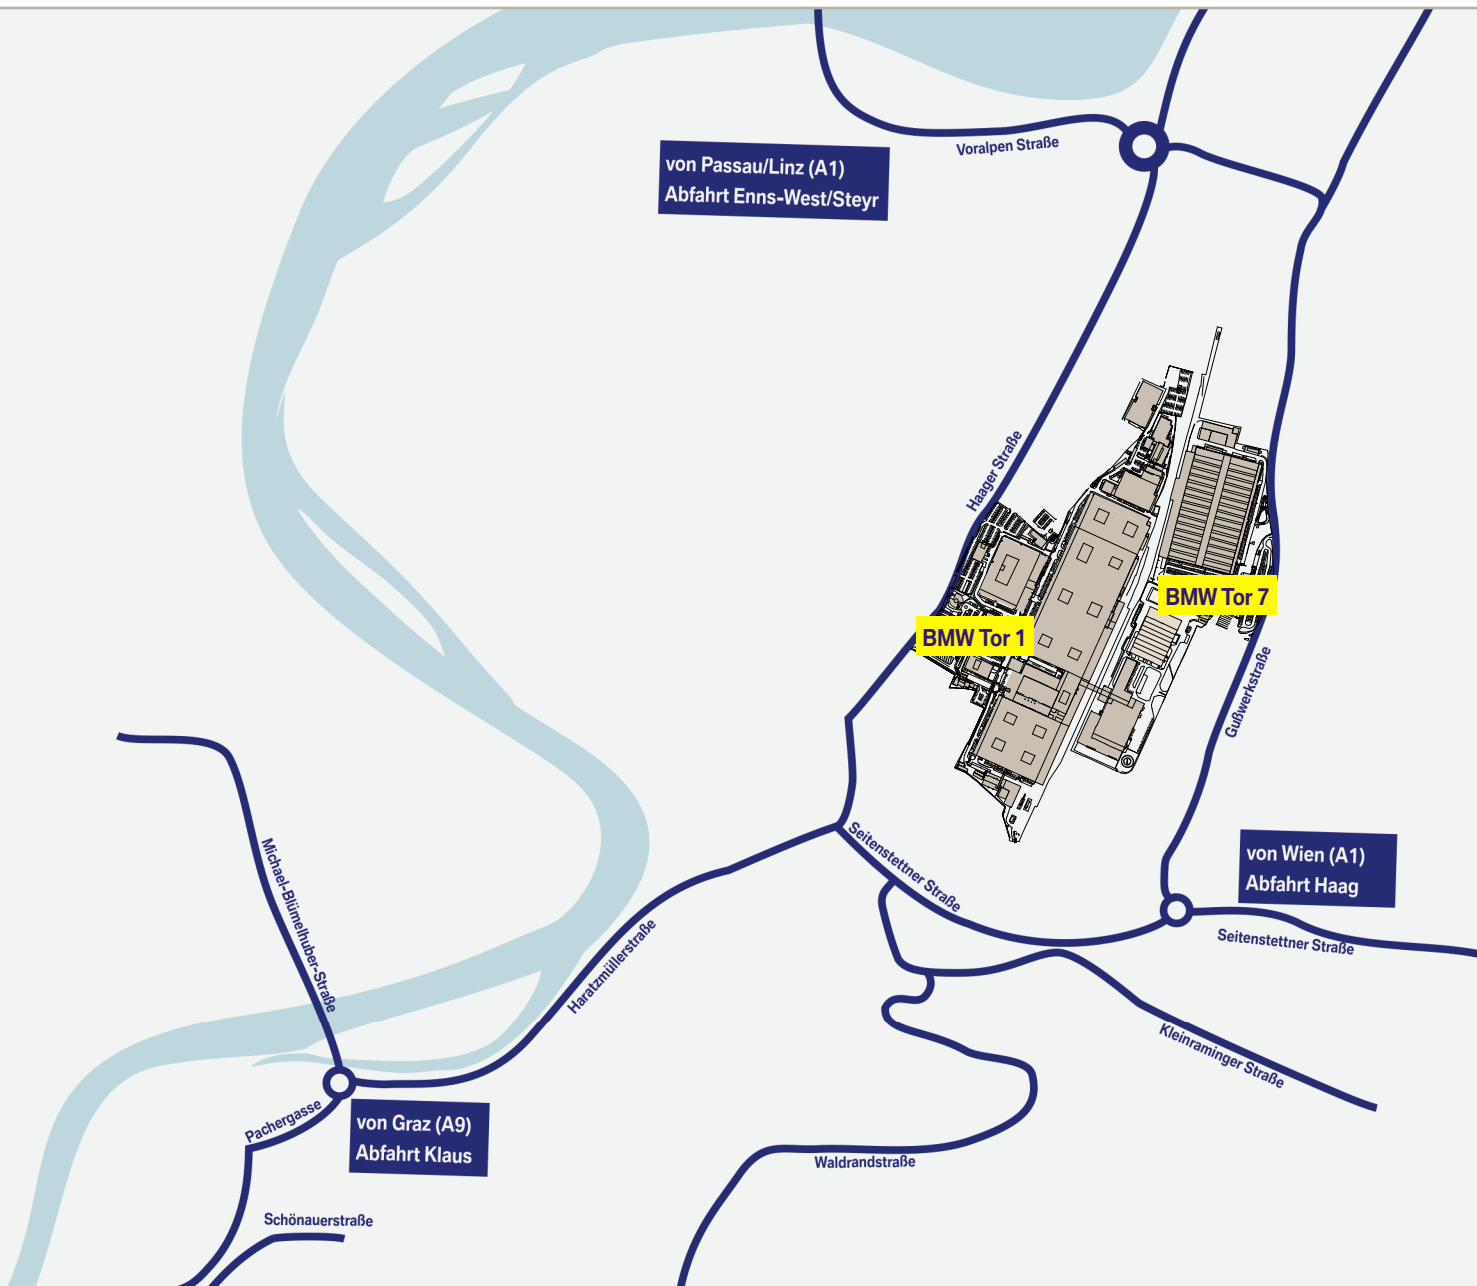 Voralpen Straße
von Passau/Linz (A1)
Abfahrt Enns-West/Steyr
Haager Straße
BMW Tor 7
BMW Tor 1
Gußwerkstraße
Seitenstettner Straße
von Wien (A1)
Abfahrt Haag
Seitenstettner Straße
Michael-Blümelhuber-Straße
Haratzmüllerstraße
Kleinraminger Straße
Pachergasse
von Graz (A9)
Abfahrt Klaus
Waldrandstraße
Schönauerstraße